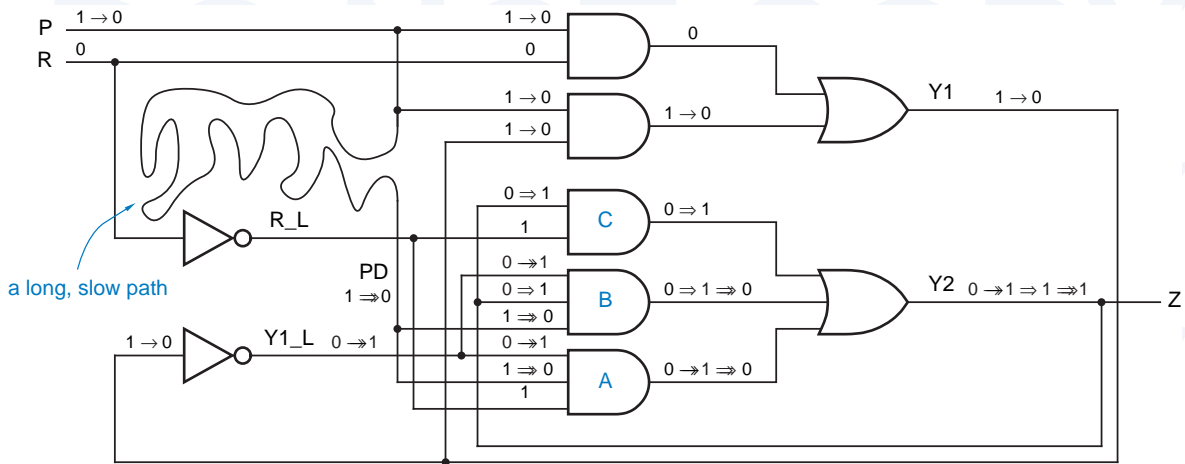 P 1 → 0
1 → 0
0
R 0
0
1 → 0
1 → 0
1 → 0
Y1
1 → 0
0 ⇒ 1
C
0 ⇒ 1
R_L
1
a long, slow path
PD
1 ⇛ 0
0 ↠ 1
0 ⇒ 1
1 ⇛ 0
B
0 ⇒ 1 ⇛ 0
Y2
0 ↠ 1 ⇒ 1 ⇛ 1
Z
1 → 0
Y1_L
0 ↠ 1
0 ↠ 1
1 ⇛ 0
1
A
0 ↠ 1 ⇛ 0